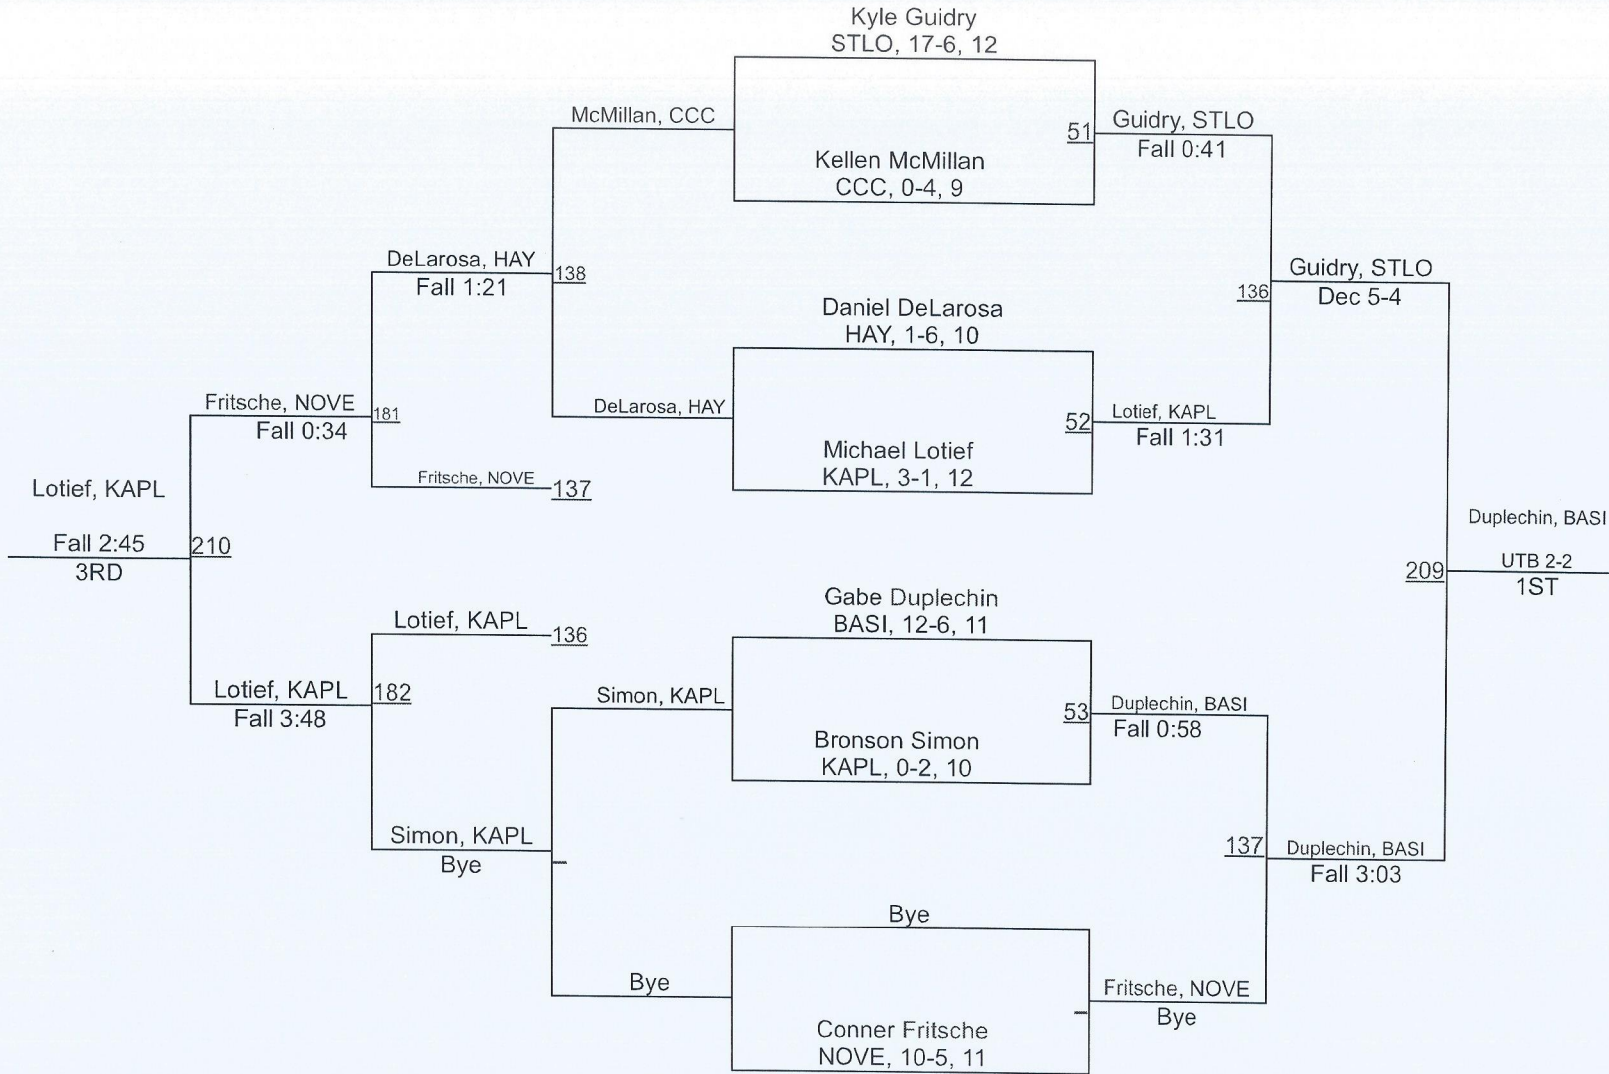 Kyle Guidry
STLO, 17-6, 12
McMillan, CCC
51
Guidry, STLO
Fall 0:41
Kellen McMillan
CCC, 0-4, 9
DeLarosa, HAY
Fall 1:21
138
Guidry, STLO
Dec 5-4
136
Daniel DeLarosa
HAY, 1-6, 10
DeLarosa, HAY
52
Lotief, KAPL
Fall 1:31
Michael Lotief
KAPL, 3-1, 12
Fritsche, NOVE
Fall 0:34
181
Fritsche, NOVE
137
Lotief, KAPL
Fall 2:45
3RD
210
Duplechin, BASI
UTB 2-2
1ST
209
Gabe Duplechin
BASI, 12-6, 11
Lotief, KAPL
136
Lotief, KAPL
Fall 3:48
182
Simon, KAPL
53
Duplechin, BASI
Fall 0:58
Bronson Simon
KAPL, 0-2, 10
Simon, KAPL
Bye
137
Duplechin, BASI
Fall 3:03
Bye
Bye
Fritsche, NOVE
Bye
Conner Fritsche
NOVE, 10-5, 11